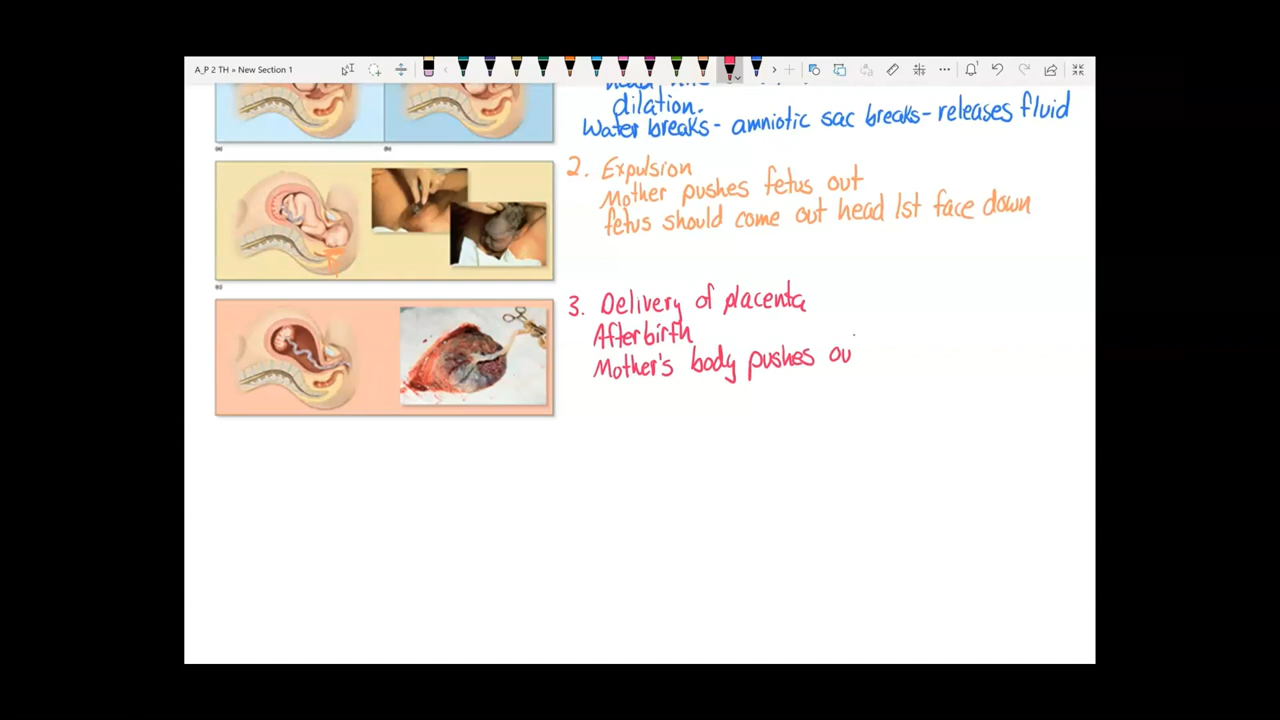 A_P 2 TH » New Section 1
dilation.
Water breaks - amniotic sac breaks - releases fluid
(a)
(b)
2. Expulsion
Mother pushes fetus out
fetus should come out head 1st face down
(c)
3. Delivery of placenta
Afterbirth
Mother's body pushes ou